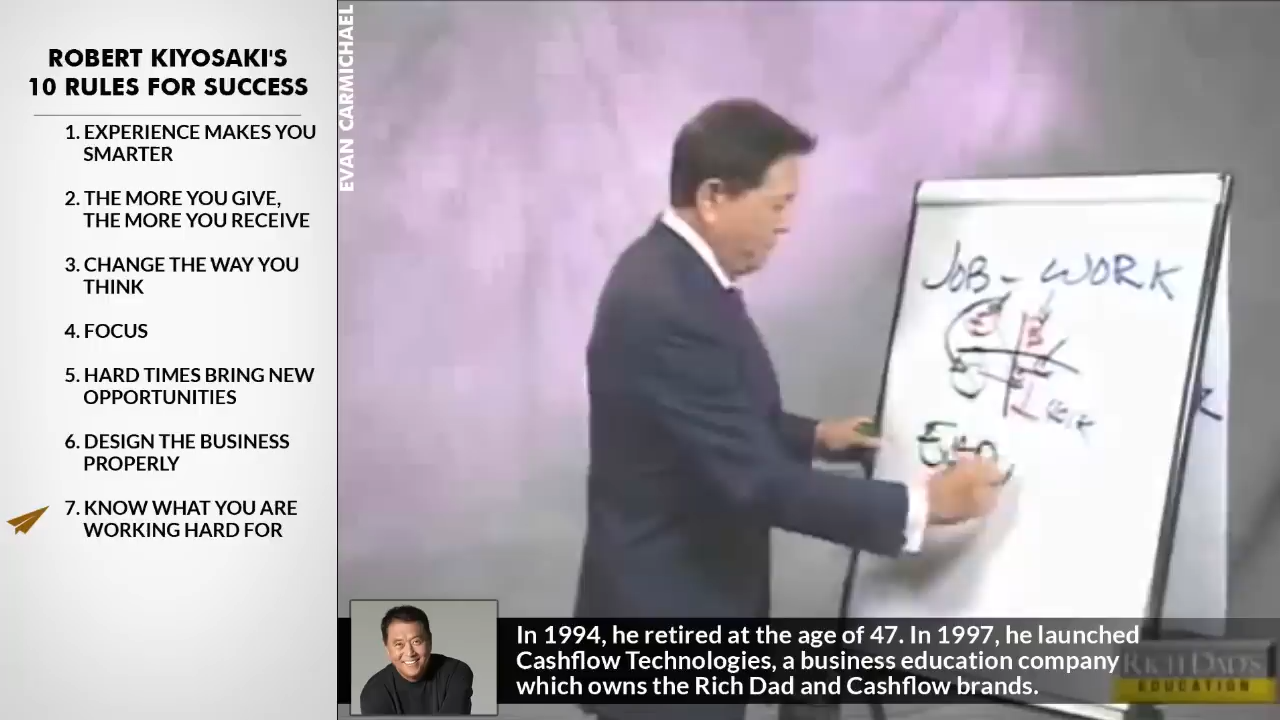 ROBERT KIYOSAKI'S
10 RULES FOR SUCCESS
1. EXPERIENCE MAKES YOU
SMARTER
2. THE MORE YOU GIVE,
THE MORE YOU RECEIVE
3. CHANGE THE WAY YOU
THINK
4. FOCUS
5. HARD TIMES BRING NEW
OPPORTUNITIES
6. DESIGN THE BUSINESS
PROPERLY
7. KNOW WHAT YOU ARE
WORKING HARD FOR
EVAN CARMICHAEL
JOB - WORK
E B
S I
In 1994, he retired at the age of 47. In 1997, he launched
Cashflow Technologies, a business education company
which owns the Rich Dad and Cashflow brands.
RICH DAD'S
EDUCATION